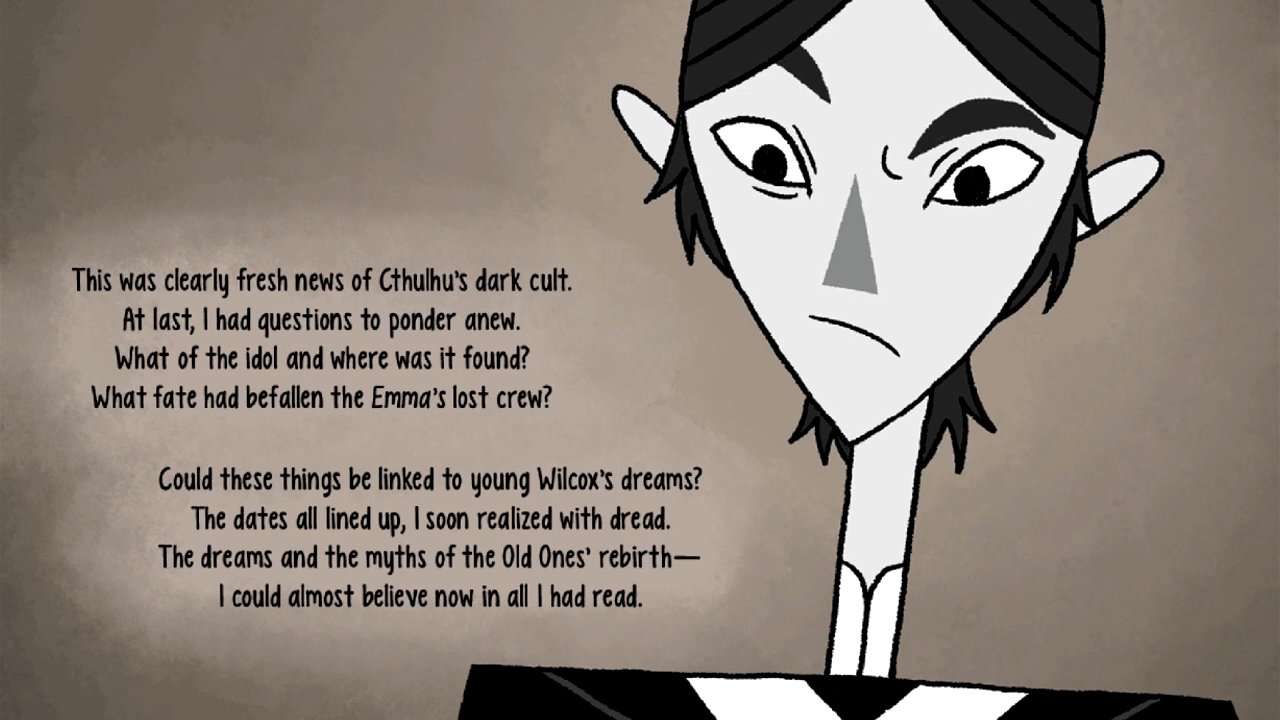 This was clearly fresh news of Cthulhu's dark cult.
At last, I had questions to ponder anew.
What of the idol and where was it found?
What fate had befallen the Emma's lost crew?
Could these things be linked to young Wilcox's dreams?
The dates all lined up, I soon realized with dread.
The dreams and the myths of the Old Ones' rebirth—
I could almost believe now in all I had read.